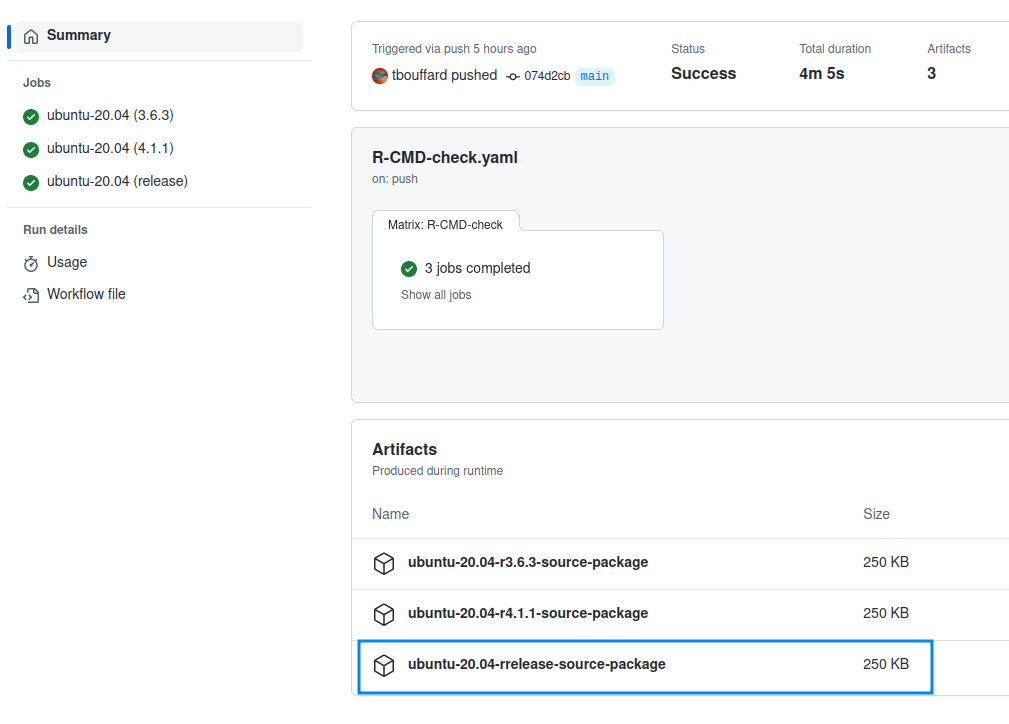 Summary
Jobs
ubuntu-20.04 (3.6.3)
ubuntu-20.04 (4.1.1)
ubuntu-20.04 (release)
Run details
Usage
Workflow file
Triggered via push 5 hours ago
tbouffard pushed 074d2cb main
Status
Success
Total duration
4m 5s
Artifacts
3
R-CMD-check.yaml
on: push
Matrix: R-CMD-check
3 jobs completed
Show all jobs
Artifacts
Produced during runtime
Name Size
ubuntu-20.04-r3.6.3-source-package 250 KB
ubuntu-20.04-r4.1.1-source-package 250 KB
ubuntu-20.04-rrelease-source-package 250 KB